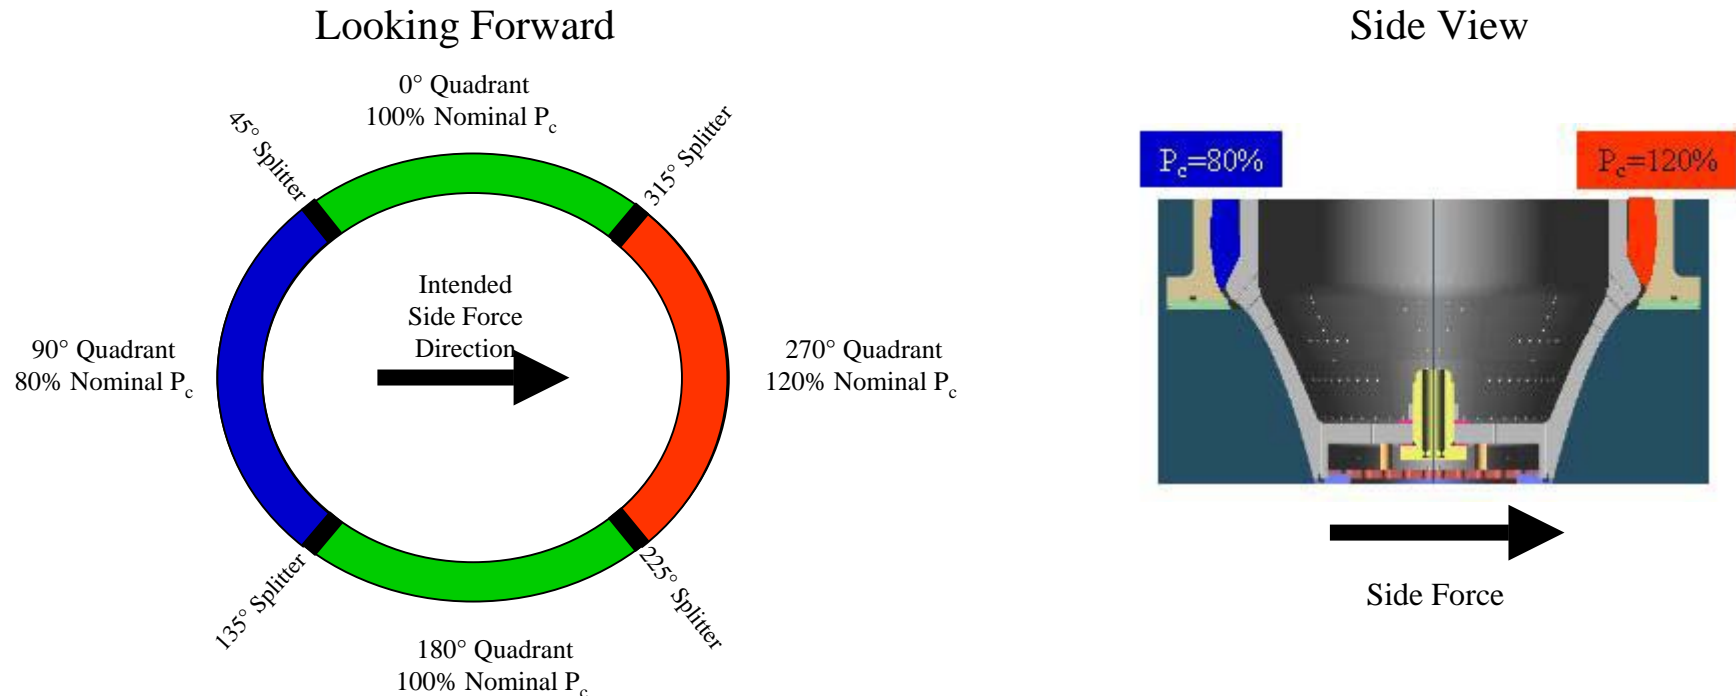 Looking Forward
Side View
0° Quadrant
100% Nominal Pc
45° Splitter
315° Splitter
Pc=80%
Pc=120%
Intended
Side Force
Direction
90° Quadrant
80% Nominal Pc
270° Quadrant
120% Nominal Pc
135° Splitter
225° Splitter
Side Force
180° Quadrant
100% Nominal Pc